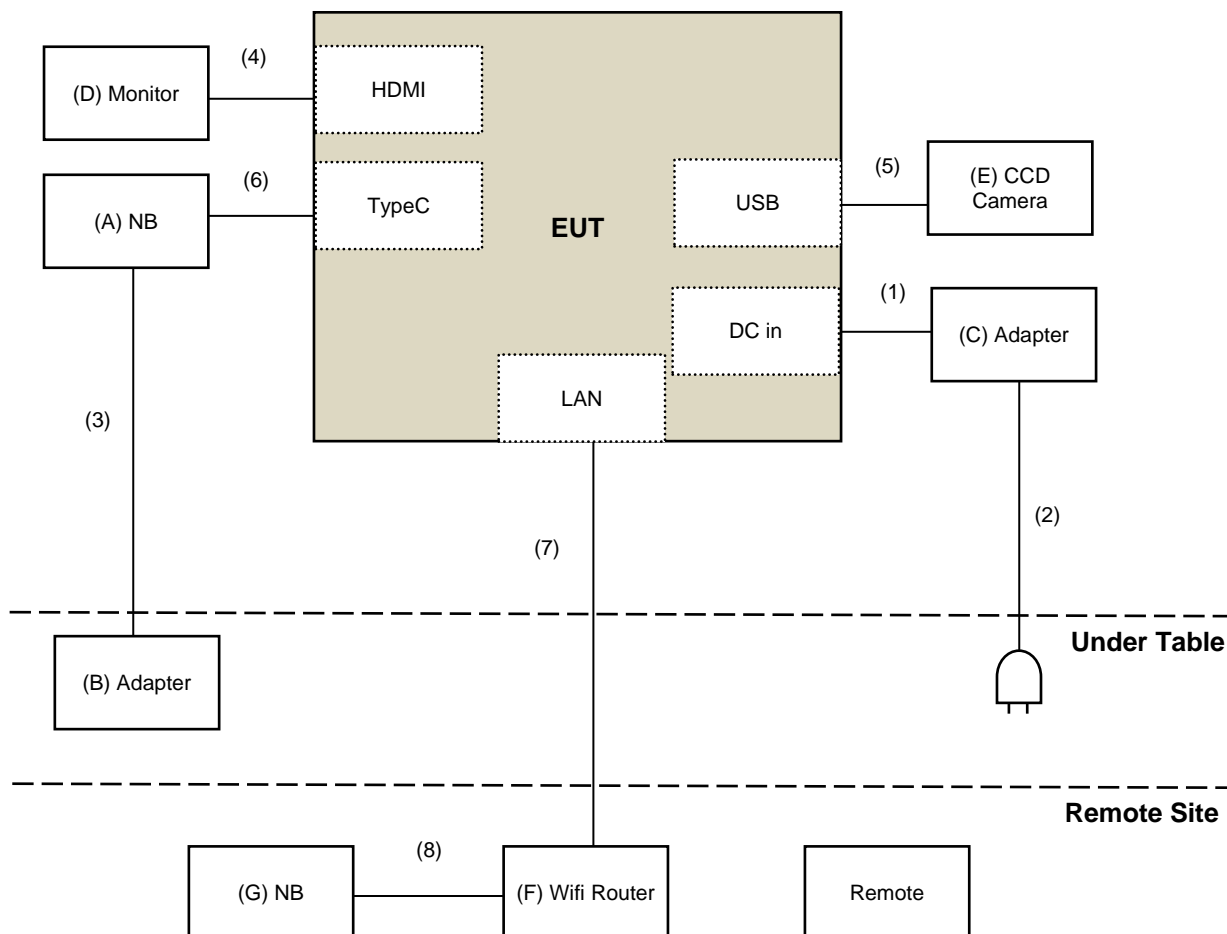 (4)
(D) Monitor
HDMI
(6)
(A) NB
TypeC
EUT
USB
(5)
(E) CCD
Camera
(1)
DC in
(C) Adapter
LAN
(3)
(2)
(7)
Under Table
(B) Adapter
Remote Site
(8)
(G) NB
(F) Wifi Router
Remote